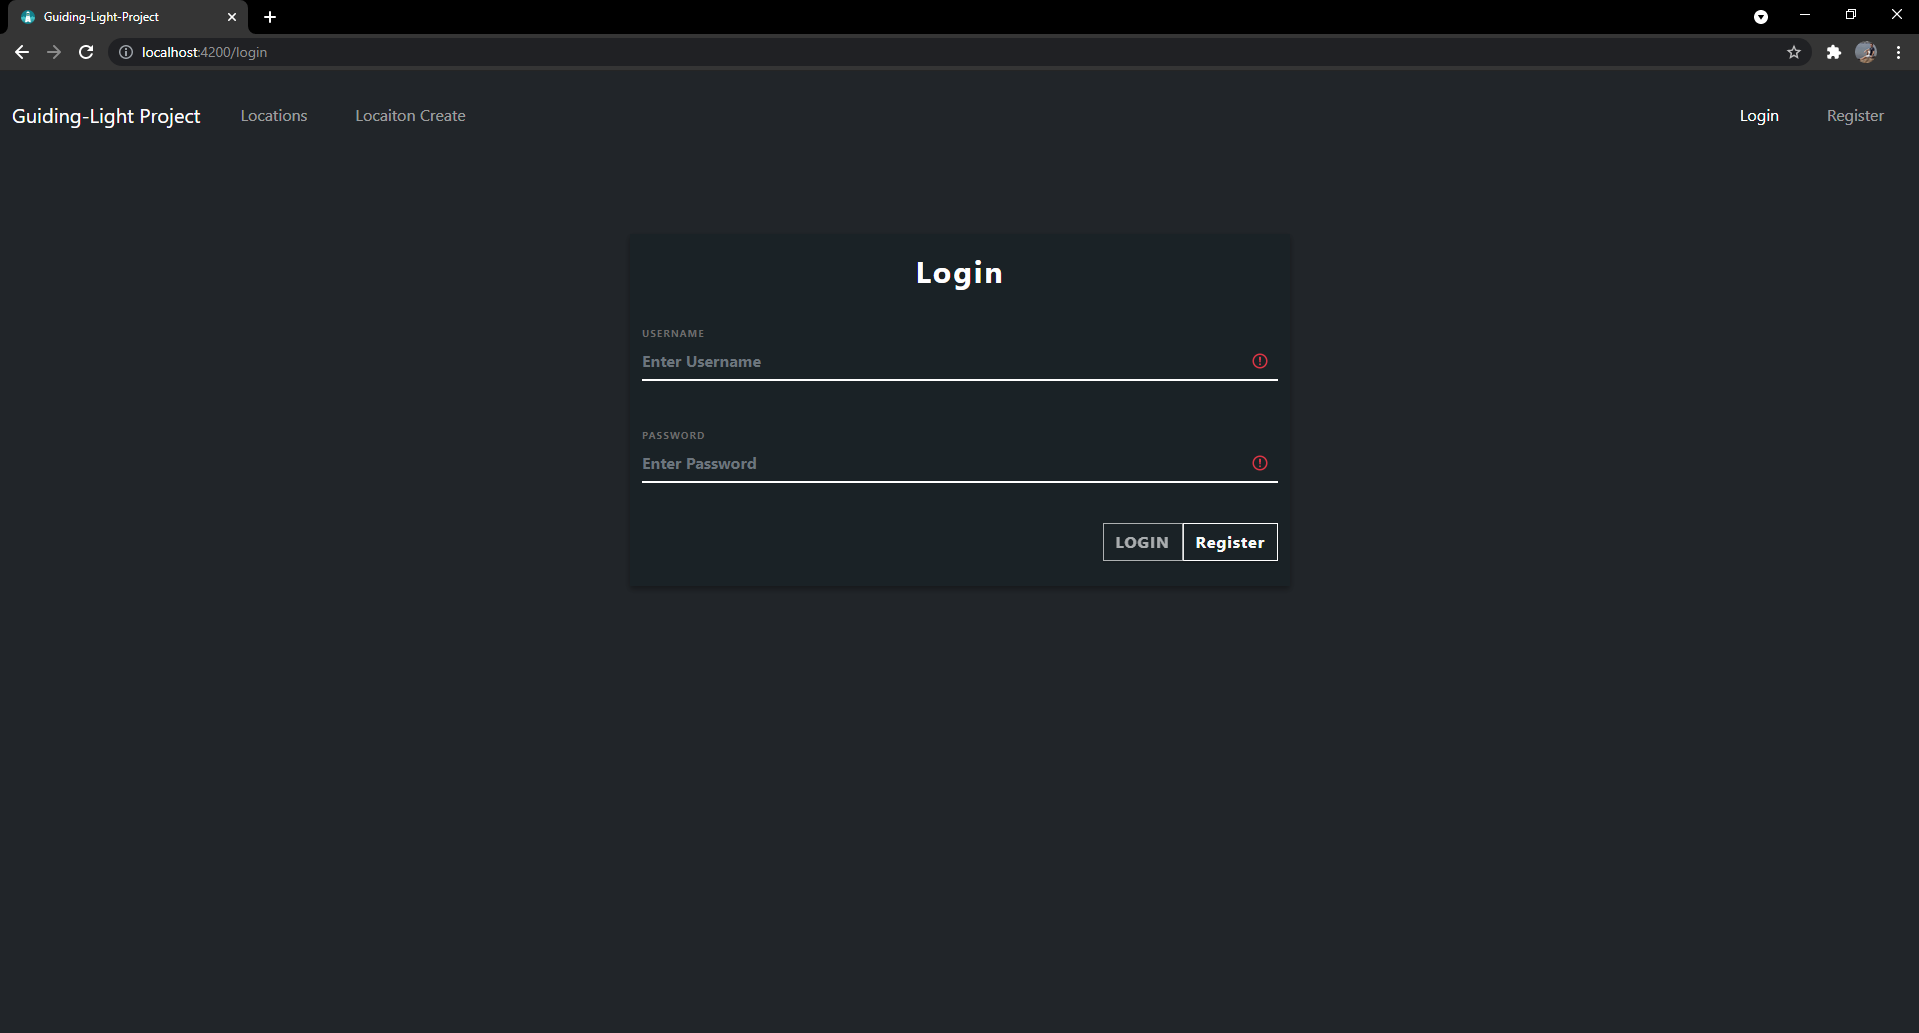 Guiding-Light-Project
localhost:4200/login
Guiding-Light Project Locations Locaiton Create Login Register
Login
USERNAME
Enter Username
PASSWORD
Enter Password
LOGIN Register